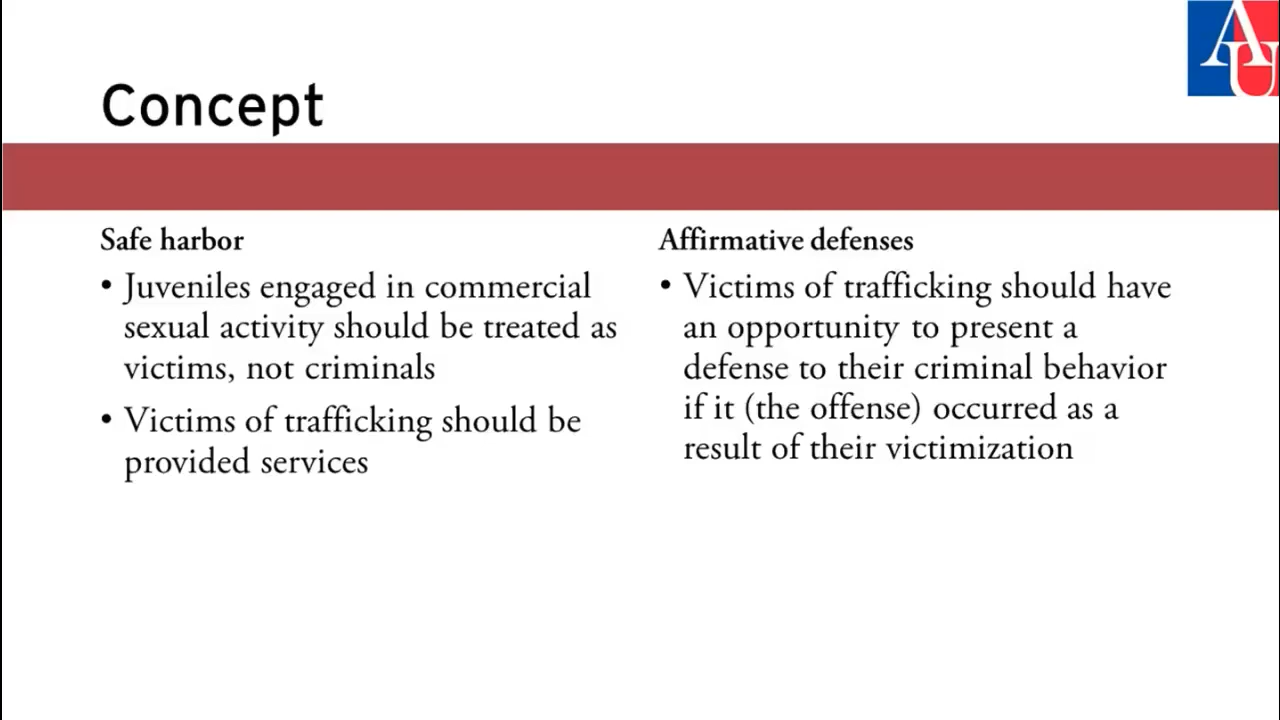 AU
Concept
Safe harbor
• Juveniles engaged in commercial
sexual activity should be treated as
victims, not criminals
• Victims of trafficking should be
provided services
Affirmative defenses
• Victims of trafficking should have
an opportunity to present a
defense to their criminal behavior
if it (the offense) occurred as a
result of their victimization